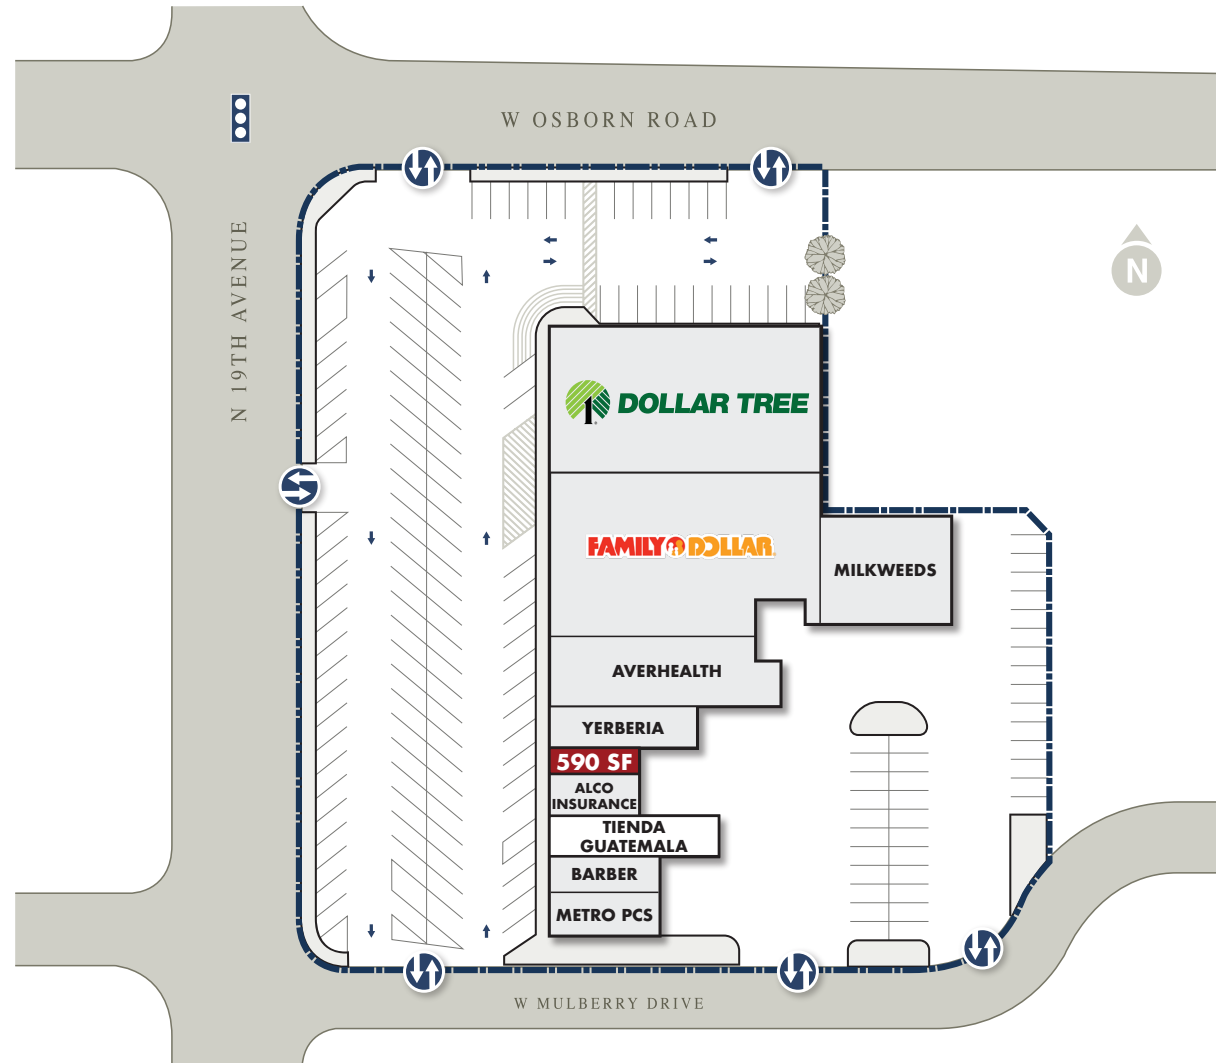 W OSBORN ROAD
N 19TH AVENUE
N
DOLLAR TREE
FAMILY DOLLAR
MILKWEEDS
AVERHEALTH
YERBERIA
590 SF
ALCO
INSURANCE
TIENDA
GUATEMALA
BARBER
METRO PCS
W MULBERRY DRIVE